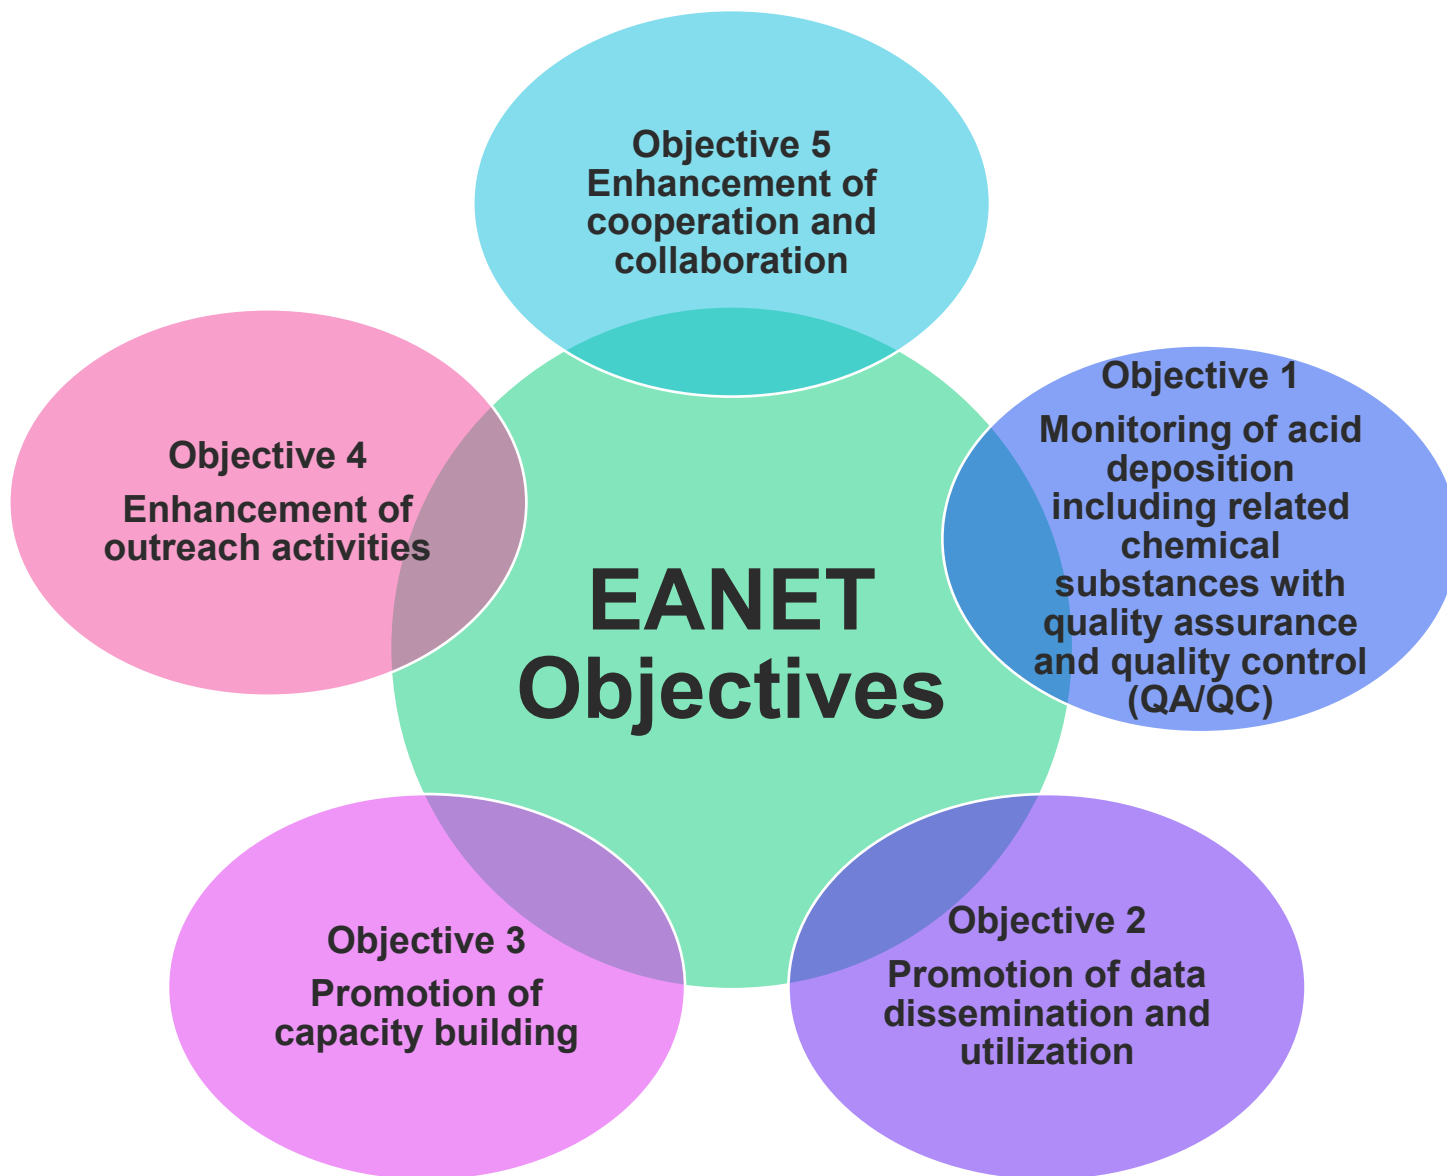 Objective 5
Enhancement of
cooperation and
collaboration
Objective 1
Monitoring of acid
deposition
including related
chemical
substances with
quality assurance
and quality control
(QA/QC)
Objective 4
Enhancement of
outreach activities
EANET
Objectives
Objective 3
Promotion of
capacity building
Objective 2
Promotion of data
dissemination and
utilization